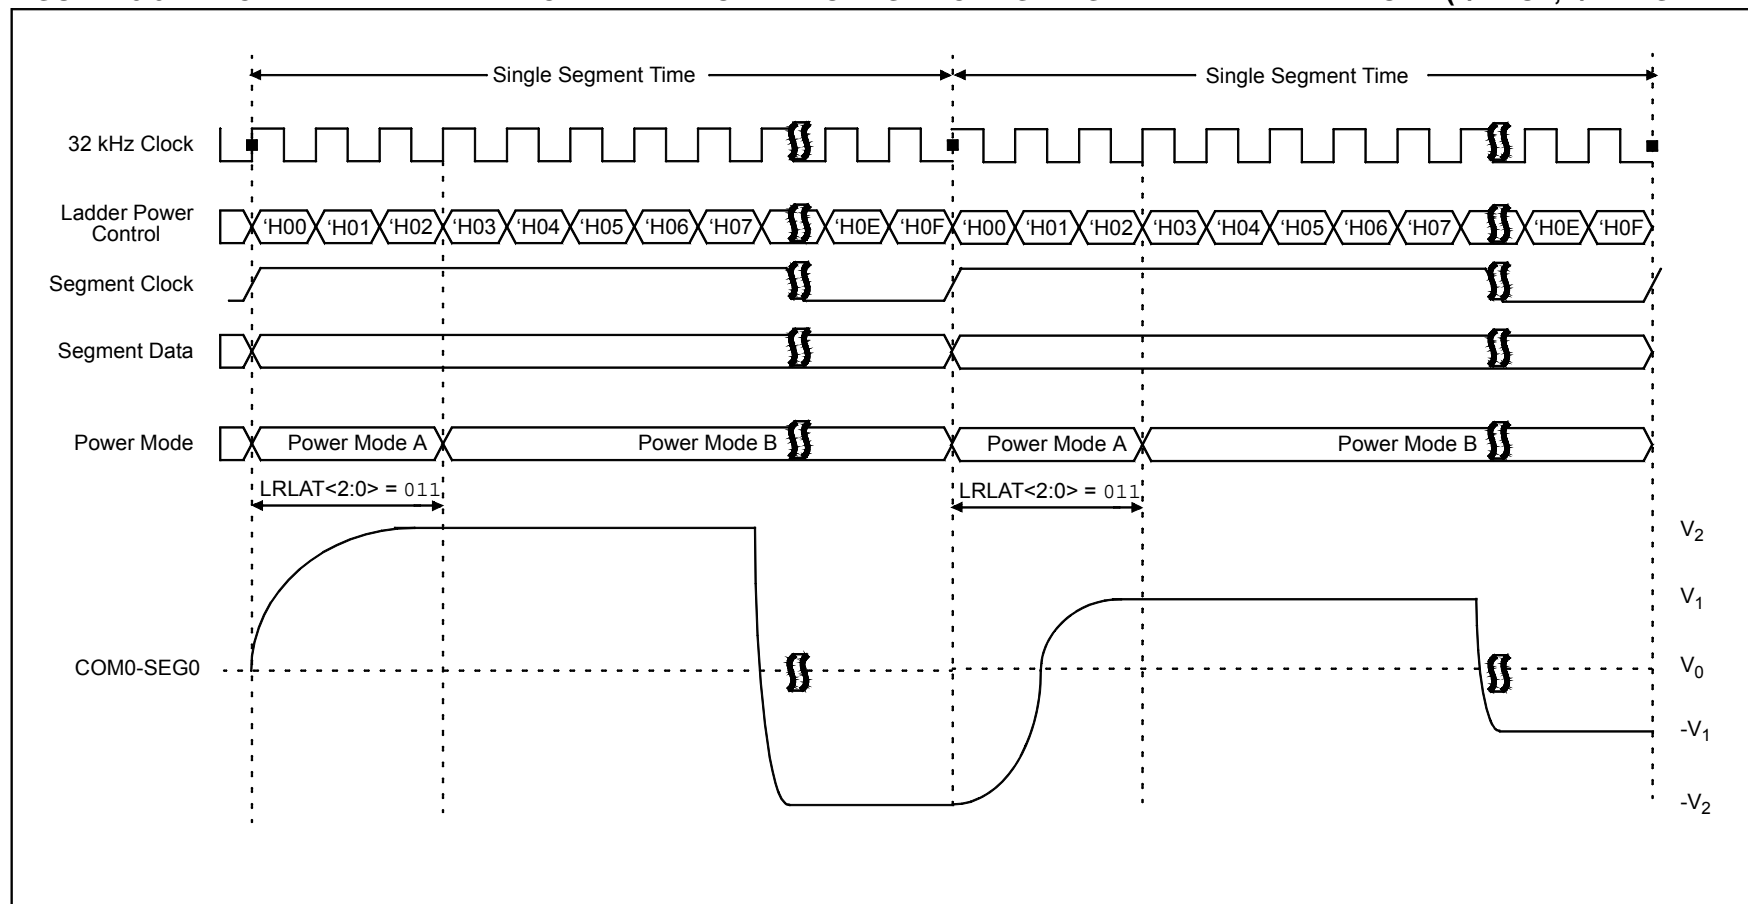 Single Segment Time Single Segment Time
32 kHz Clock
Ladder Power
Control
‘H00 ‘H01 ‘H02 ‘H03 ‘H04 ‘H05 ‘H06 ‘H07 ‘H0E ‘H0F ‘H00 ‘H01 ‘H02 ‘H03 ‘H04 ‘H05 ‘H06 ‘H07 ‘H0E ‘H0F
Segment Clock
Segment Data
Power Mode Power Mode A Power Mode B Power Mode A Power Mode B
LRLAT<2:0> = 011 LRLAT<2:0> = 011
V2
V1
COM0-SEG0 V0
-V1
-V2